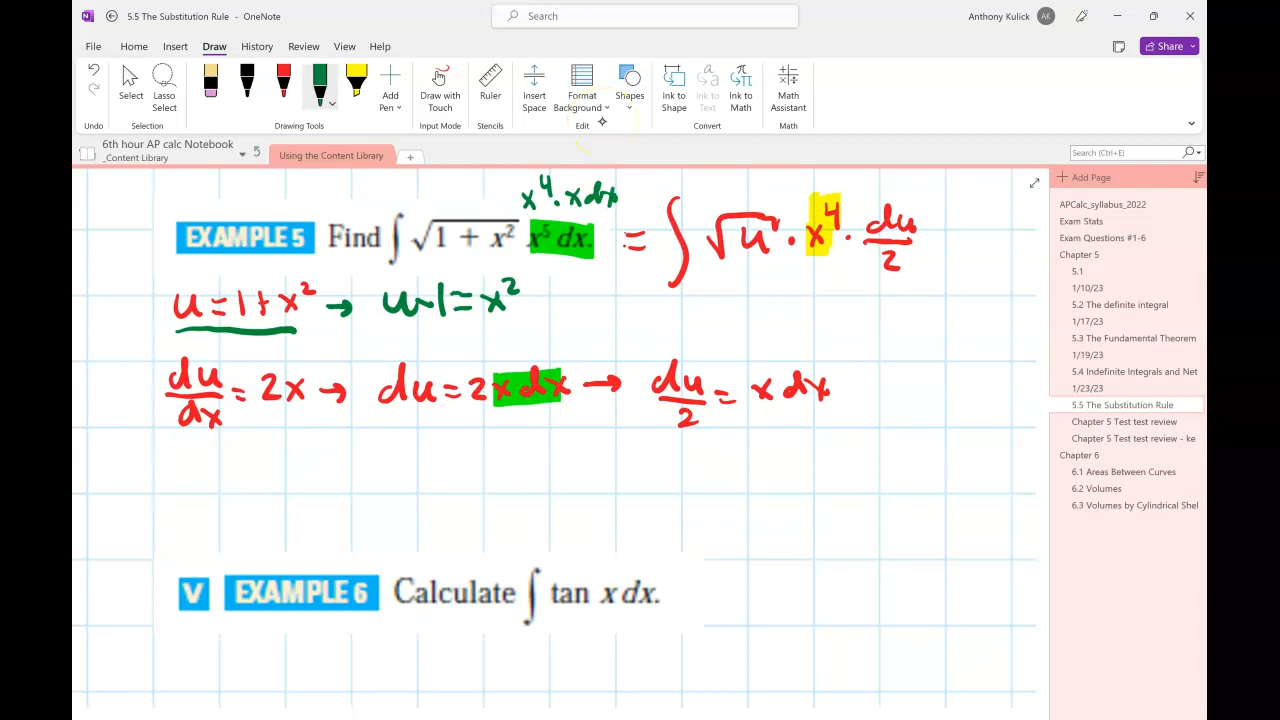 5.5 The Substitution Rule - OneNote
Search
Anthony Kulick AK
File Home Insert Draw History Review View Help
Share
Undo
Select
Lasso Select
Add Pen
Draw with Touch
Ruler
Insert Space
Format Background
Shapes
Ink to Shape
Ink to Text
Ink to Math
Math Assistant
Selection Drawing Tools Input Mode Stencils Edit Convert Math
6th hour AP calc Notebook
_Content Library
Using the Content Library
Search (Ctrl+E)
Add Page
APCalc_syllabus_2022
Exam Stats
Exam Questions #1-6
Chapter 5
5.1
1/10/23
5.2 The definite integral
1/17/23
5.3 The Fundamental Theorem
1/19/23
5.4 Indefinite Integrals and Net
1/23/23
5.5 The Substitution Rule
Chapter 5 Test test review
Chapter 5 Test test review - ke
Chapter 6
6.1 Areas Between Curves
6.2 Volumes
6.3 Volumes by Cylindrical Shel
x⁴ · x dx
EXAMPLE 5 Find ∫ √(1 + x²) x⁵ dx. = ∫ √u · x⁴ · du/2
u = 1 + x² → u - 1 = x²
du/dx = 2x → du = 2x dx → du/2 = x dx
V EXAMPLE 6 Calculate ∫ tan x dx.